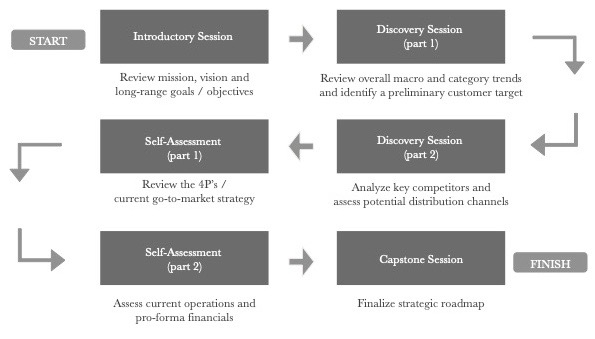 START
Introductory Session
Review mission, vision and
long-range goals / objectives
Discovery Session
(part 1)
Review overall macro and category trends
and identify a preliminary customer target
Discovery Session
(part 2)
Analyze key competitors and
assess potential distribution channels
Self-Assessment
(part 1)
Review the 4P's /
current go-to-market strategy
Self-Assessment
(part 2)
Assess current operations and
pro-forma financials
Capstone Session
Finalize strategic roadmap
FINISH